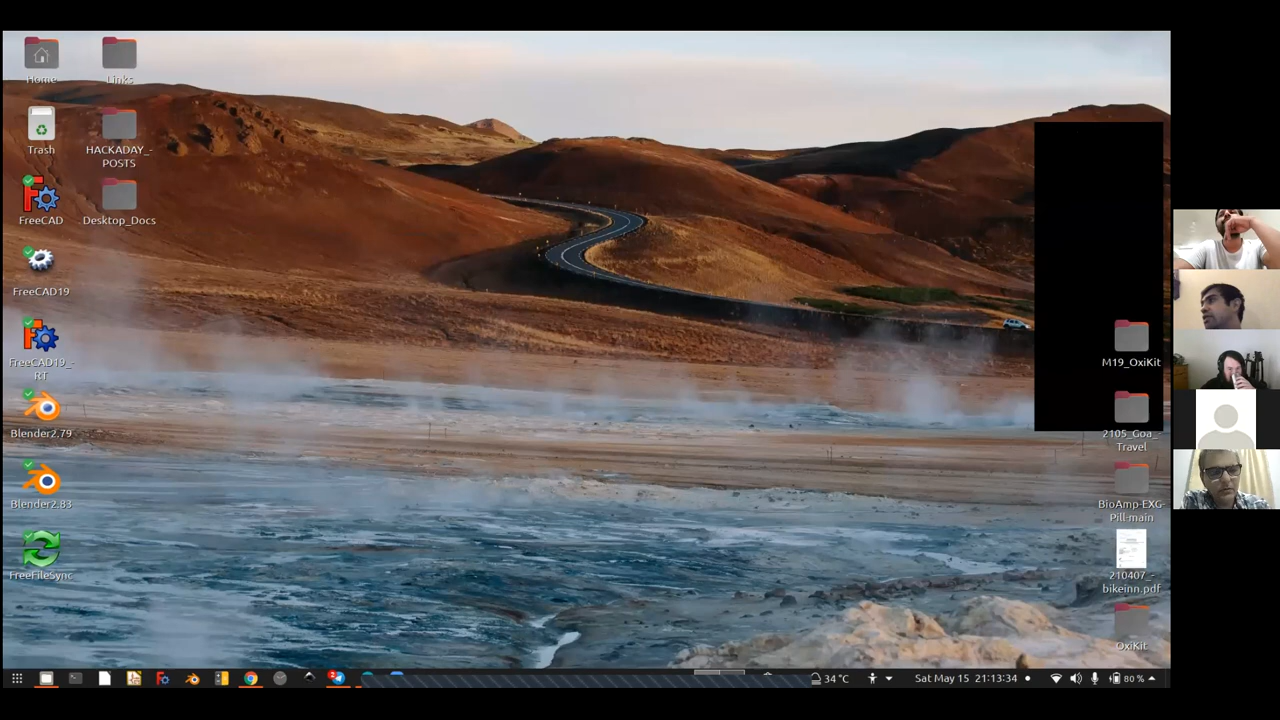 Home
Links
Trash
HACKADAY_-
POSTS
FreeCAD
Desktop_Docs
FreeCAD19
FreeCAD19_-
RT
Blender2.79
Blender2.83
FreeFileSync
M19_OxiKit
2105_Goa_-
Travel
BioAmp-EXG-
Pill-main
210407_-
bikeinn.pdf
OxiKit
34 °C
Sat May 15 21:13:34
80 %